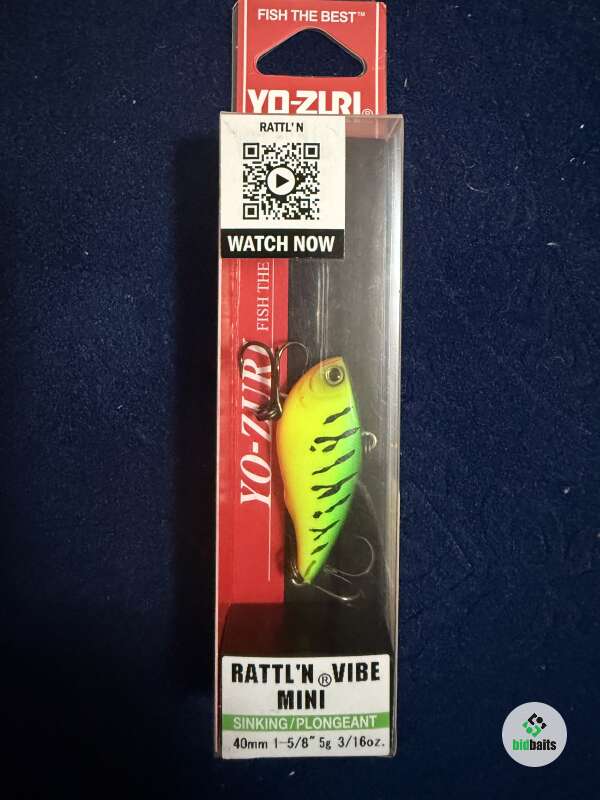 FISH THE BEST™
YO-ZURI®
RATTL'N
WATCH NOW
YO-ZURI FISH THE
RATTL'N® VIBE
MINI
SINKING/PLONGEANT
40mm 1-5/8" 5g 3/16oz.
bidbaits